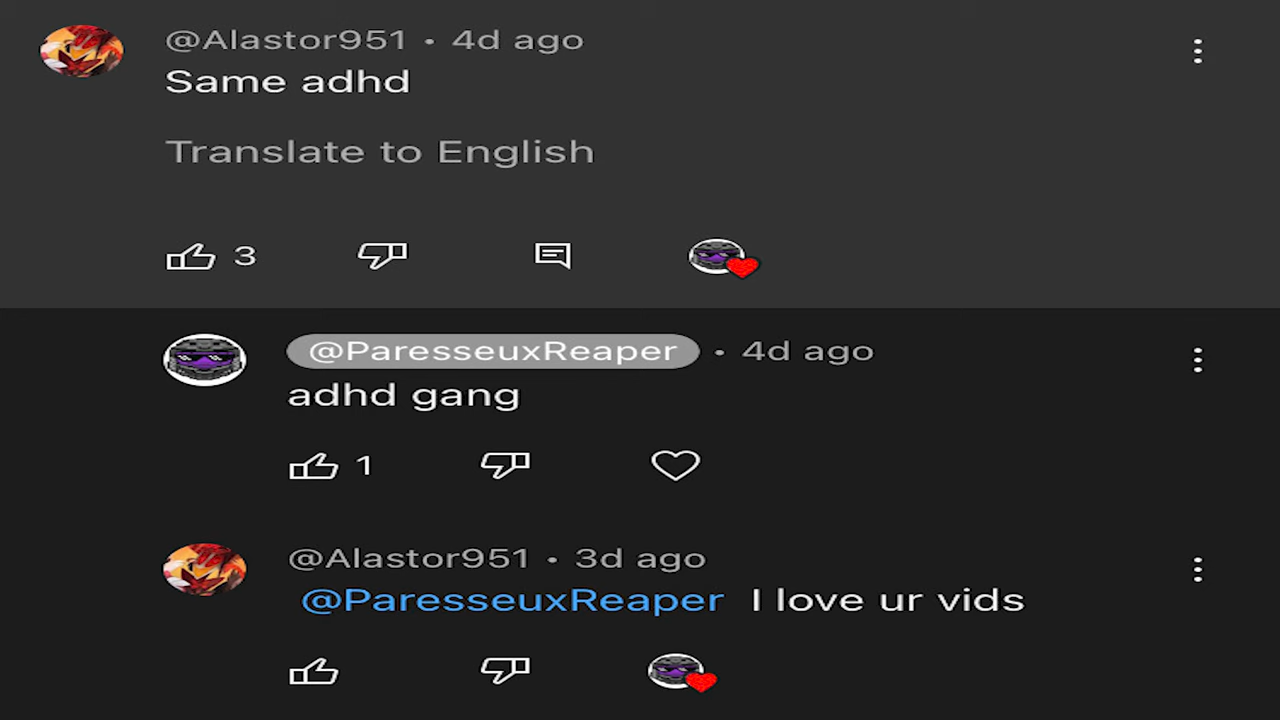 @Alastor951 • 4d ago
Same adhd
Translate to English
3
@ParesseuxReaper • 4d ago
adhd gang
1
@Alastor951 • 3d ago
@ParesseuxReaper I love ur vids